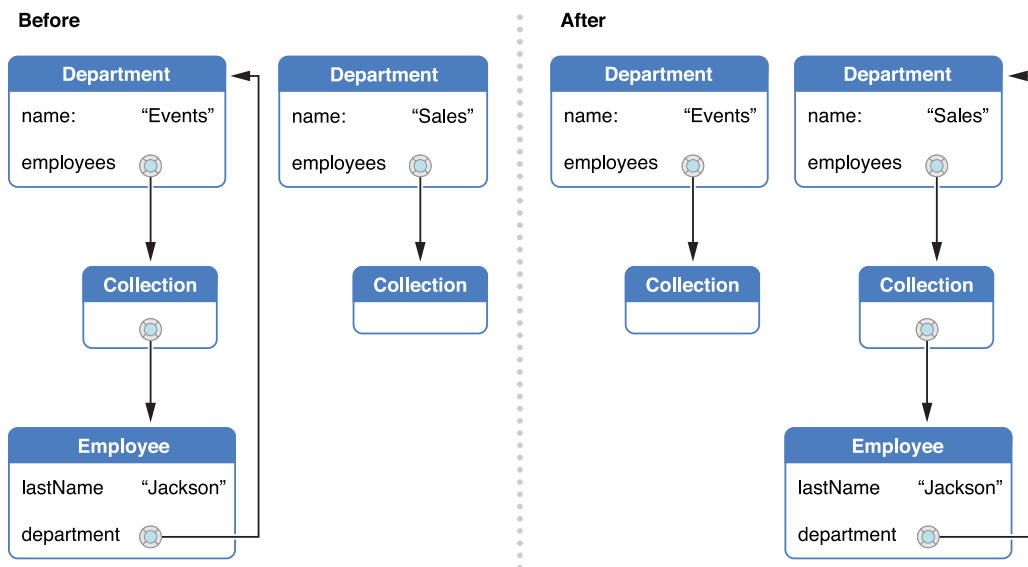 Before
Department
name: “Events”
employees
Department
name: “Sales”
employees
Collection
Collection
Employee
lastName “Jackson”
department
After
Department
name: “Events”
employees
Department
name: “Sales”
employees
Collection
Collection
Employee
lastName “Jackson”
department